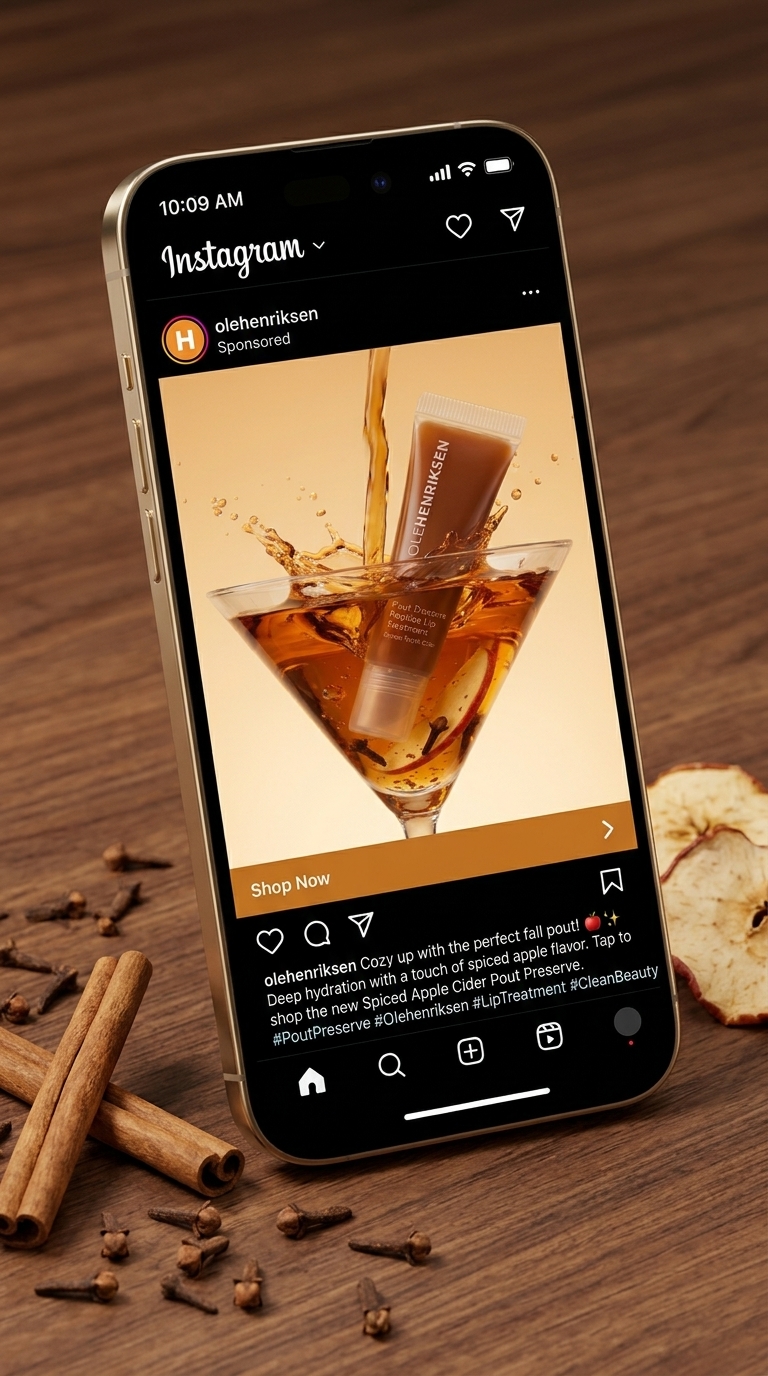 10:09 AM
Instagram
H
olehenriksen
Sponsored
OLEHENRIKSEN
Lip
Shop Now
olehenriksen Cozy up with the perfect fall pout! 🍎✨
Deep hydration with a touch of spiced apple flavor. Tap to
shop the new Spiced Apple Cider Pout Preserve.
#PoutPreserve #Olehenriksen #LipTreatment #CleanBeauty